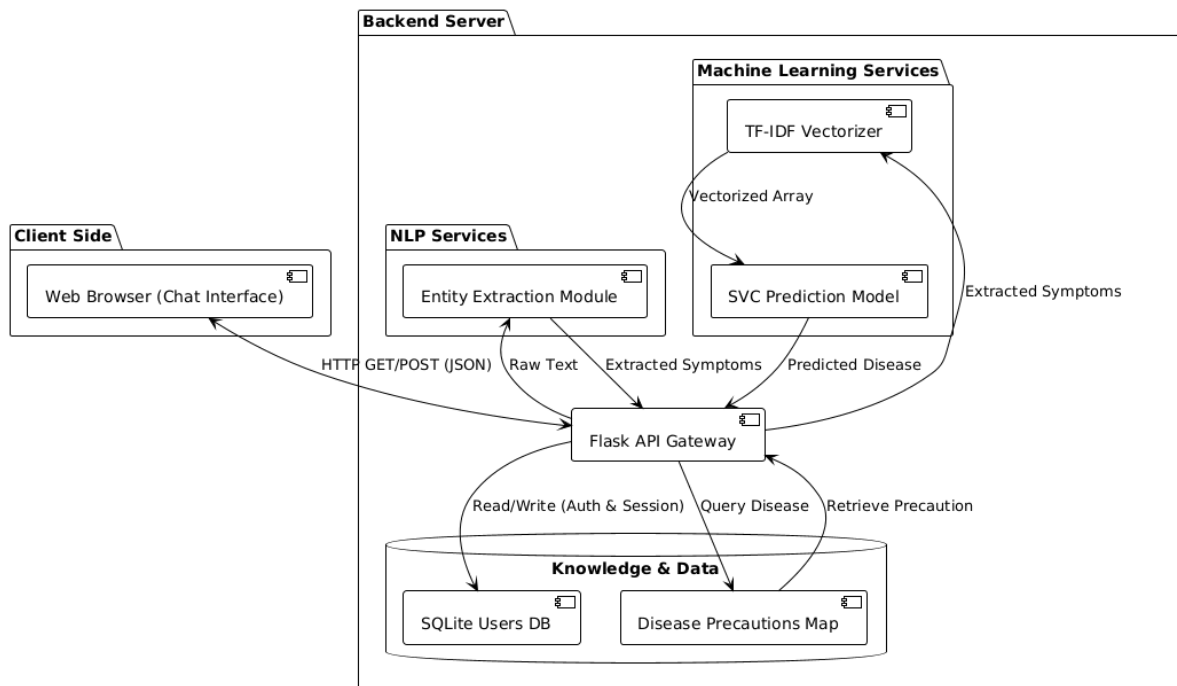 Backend Server
Machine Learning Services
TF-IDF Vectorizer
Vectorized Array
Client Side
NLP Services
Web Browser (Chat Interface)
Entity Extraction Module
SVC Prediction Model
Extracted Symptoms
HTTP GET/POST (JSON)
Raw Text
Extracted Symptoms
Predicted Disease
Flask API Gateway
Read/Write (Auth & Session)
Query Disease
Retrieve Precaution
Knowledge & Data
SQLite Users DB
Disease Precautions Map